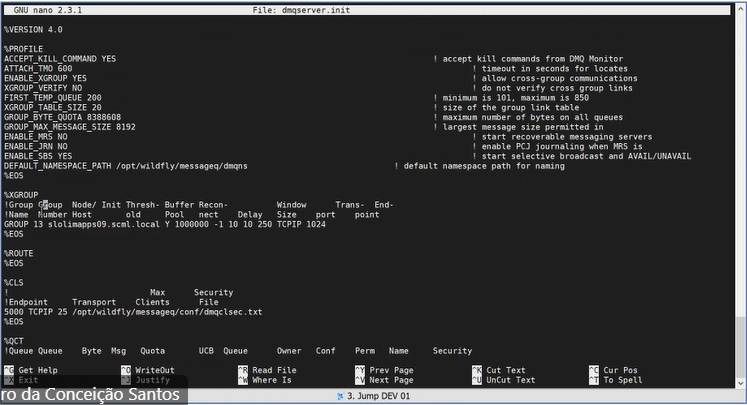 GNU nano 2.3.1 File: dmqserver.init
%VERSION 4.0
%PROFILE
ACCEPT_KILL_COMMAND YES ! accept kill commands from DMQ Monitor
ATTACH_TMO 600 ! timeout in seconds for locates
ENABLE_XGROUP YES ! allow cross-group communications
XGROUP_VERIFY NO ! do not verify cross group links
FIRST_TEMP_QUEUE 200 ! minimum is 101, maximum is 850
XGROUP_TABLE_SIZE 20 ! size of the group link table
GROUP_BYTE_QUOTA 8388608 ! maximum number of bytes on all queues
GROUP_MAX_MESSAGE_SIZE 8192 ! largest message size permitted in
ENABLE_MRS NO ! start recoverable messaging servers
ENABLE_JRN NO ! enable PCJ journaling when MRS is
ENABLE_SBS YES ! start selective broadcast and AVAIL/UNAVAIL
DEFAULT_NAMESPACE_PATH /opt/wildfly/messageq/dmqns ! default namespace path for naming
%EOS
%XGROUP
!Group Group Node/ Init Thresh- Buffer Recon- Window Trans- End-
!Name Number Host old Pool nect Delay Size port point
GROUP 13 slolimapps09.scml.local Y 1000000 -1 10 10 250 TCPIP 1024
%EOS
%ROUTE
%EOS
%CLS
! Max Security
!Endpoint Transport Clients File
5000 TCPIP 25 /opt/wildfly/messageq/conf/dmqclsec.txt
%EOS
%QCT
!Queue Queue Byte Msg Quota UCB Queue Owner Conf Perm Name Security
^G Get Help ^O WriteOut ^R Read File ^Y Prev Page ^K Cut Text ^C Cur Pos
^X Exit ^J Justify ^W Where Is ^V Next Page ^U UnCut Text ^T To Spell
ro da Conceição Santos
3. Jump DEV 01